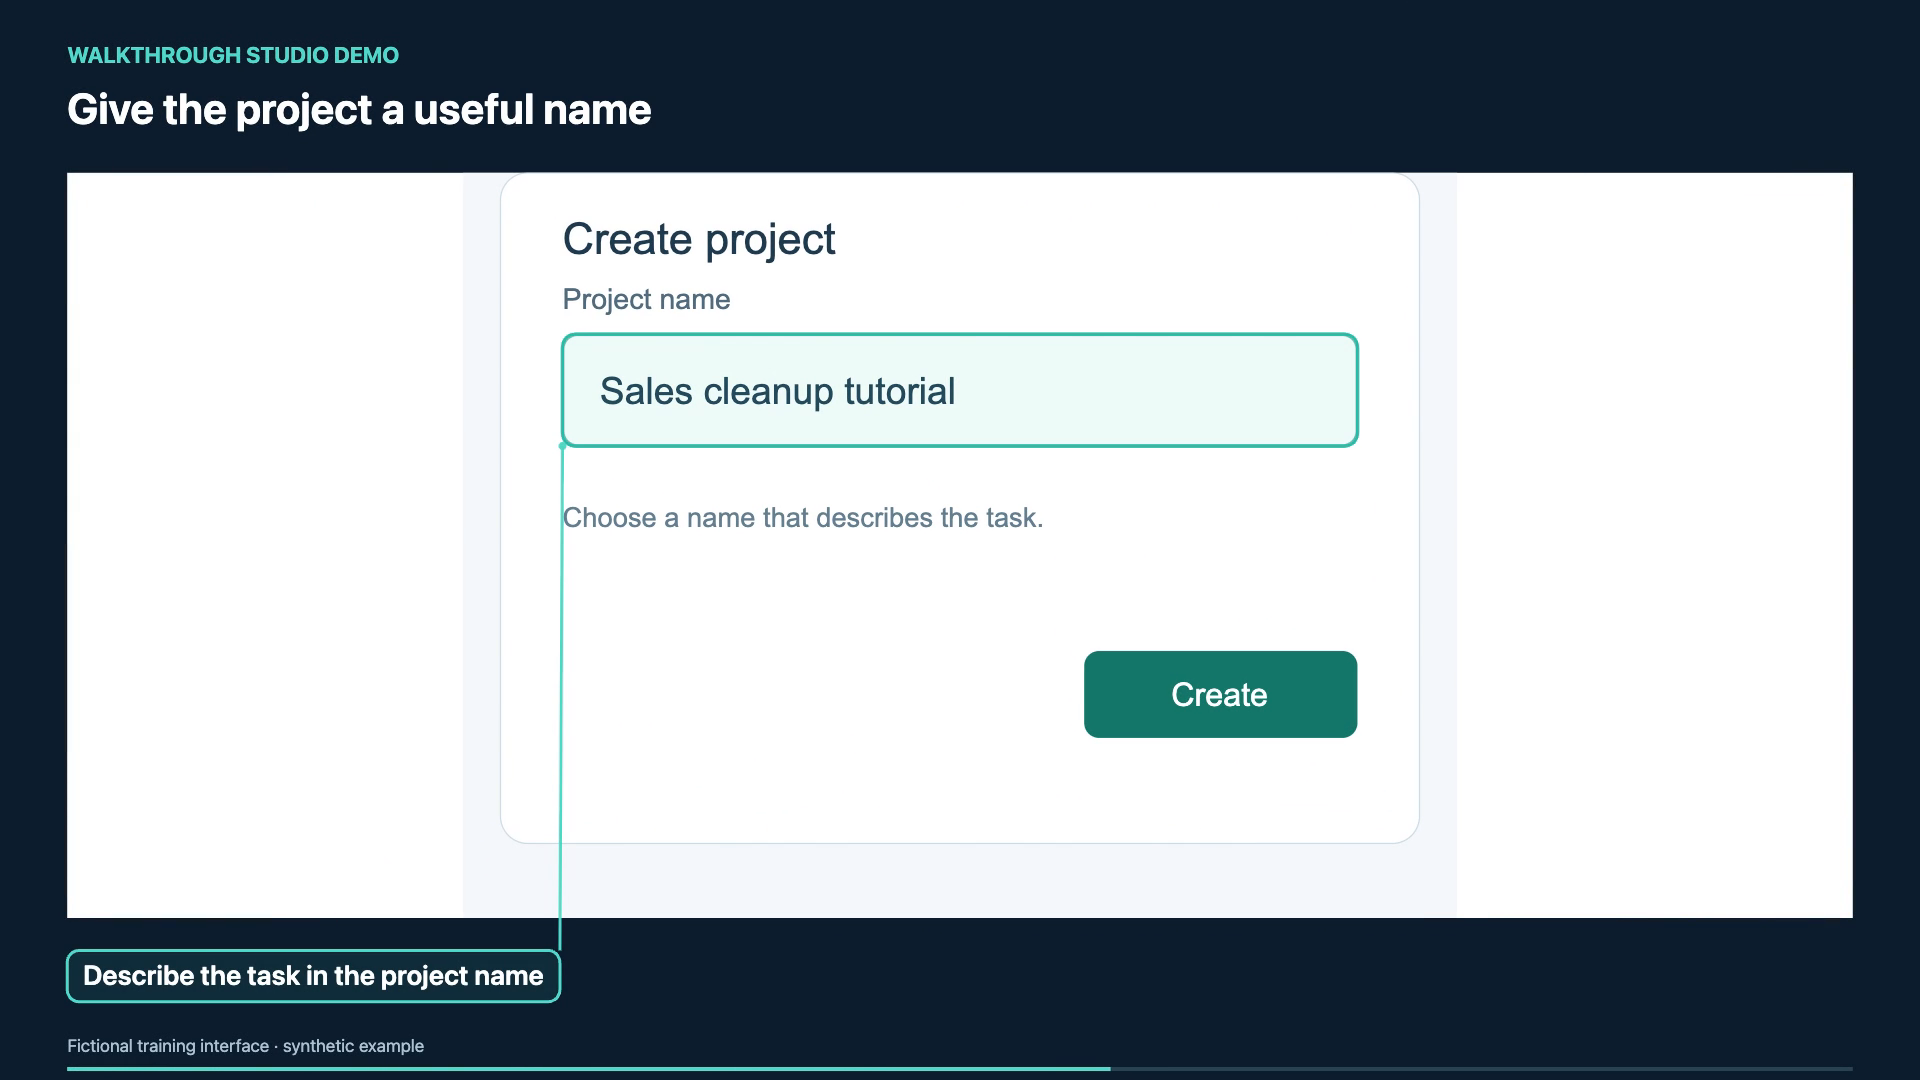 WALKTHROUGH STUDIO DEMO
Give the project a useful name
Create project
Project name
Sales cleanup tutorial
Choose a name that describes the task.
Create
Describe the task in the project name
Fictional training interface · synthetic example